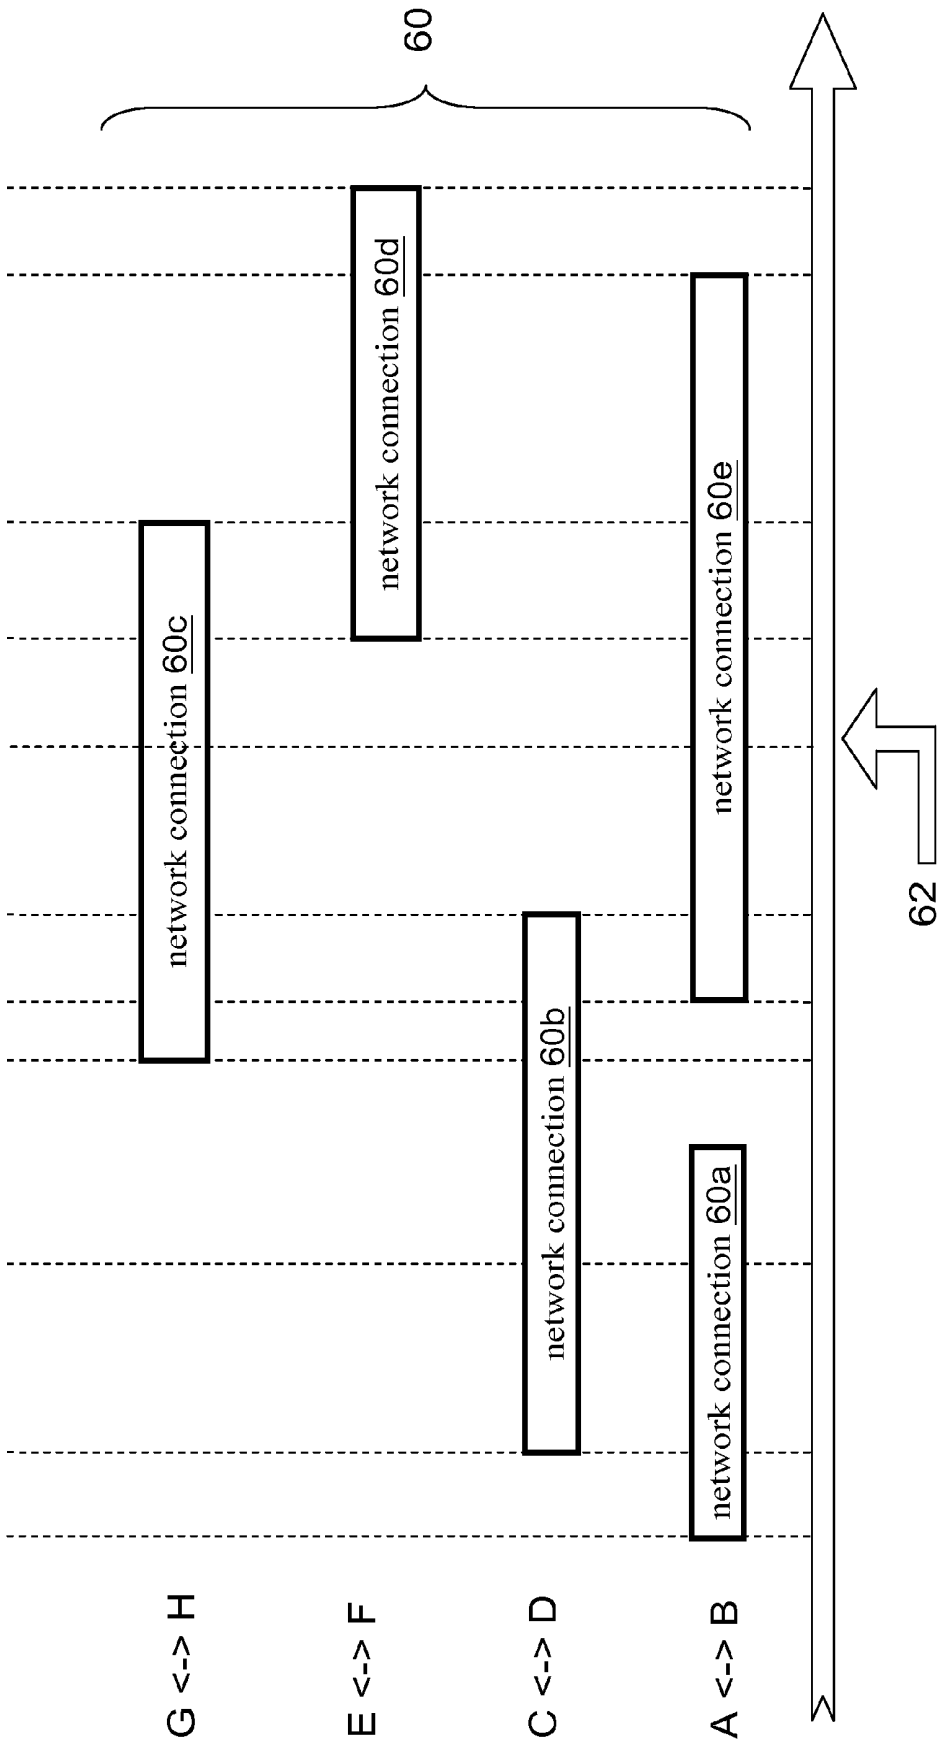 60
G <-> H
network connection 60c
E <-> F
network connection 60d
C <-> D
network connection 60b
A <-> B
network connection 60a
network connection 60e
62